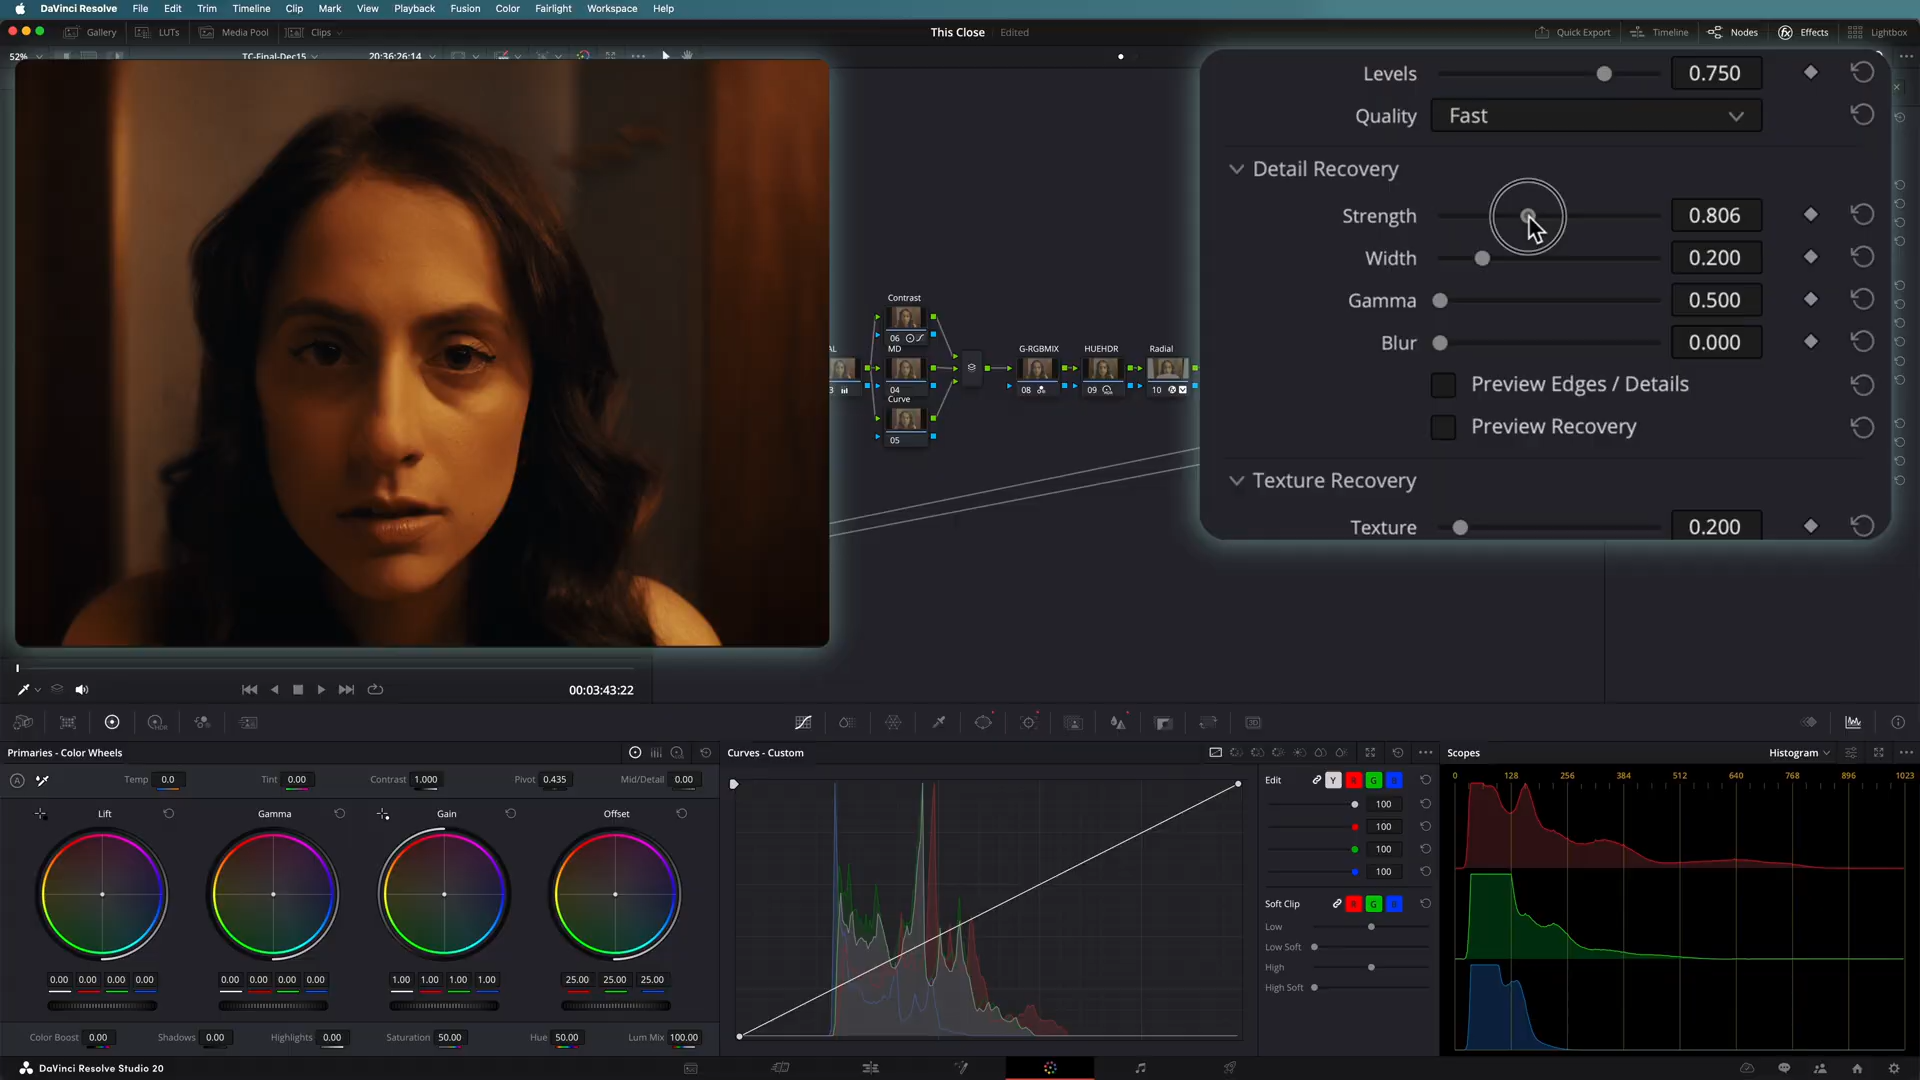 DaVinci Resolve File Edit Trim Timeline Clip Mark View Playback Fusion Color Fairlight Workspace Help
Gallery LUTs Media Pool Clips This Close Edited Quick Export Timeline Nodes Effects Lightbox
52% TC-Final-Dec15 20:36:26:14
Levels 0.750
Quality Fast
Detail Recovery
Strength 0.806
Width 0.200
Gamma 0.500
Blur 0.000
Preview Edges / Details
Preview Recovery
Texture Recovery
Texture 0.200
Contrast
06
AL MD G-RGBMIX HUEHDR Radial
3 04 08 09 10
Curve
05
00:03:43:22
Primaries - Color Wheels
Temp 0.0 Tint 0.00 Contrast 1.000 Pivot 0.435 Mid/Detail 0.00
Lift Gamma Gain Offset
0.00 0.00 0.00 0.00 0.00 0.00 0.00 0.00 1.00 1.00 1.00 1.00 25.00 25.00 25.00
Color Boost 0.00 Shadows 0.00 Highlights 0.00 Saturation 50.00 Hue 50.00 Lum Mix 100.00
Curves - Custom
Edit Y R G B
100
100
100
100
Soft Clip R G B
Low
Low Soft
High
High Soft
Scopes Histogram
0 128 256 384 512 640 768 896 1023
DaVinci Resolve Studio 20